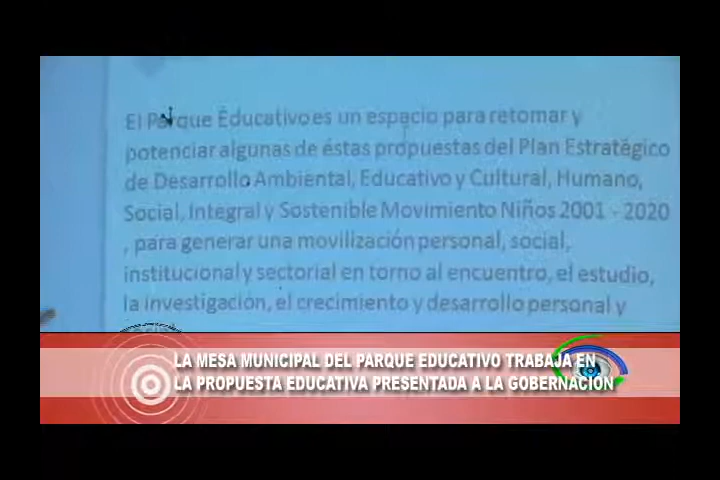 El Parque Educativo es un espacio para retomar y
potenciar algunas de éstas propuestas del Plan Estratégico
de Desarrollo Ambiental, Educativo y Cultural, Humano,
Social, Integral y Sostenible Movimiento Niños 2001 - 2020
, para generar una movilización personal, social,
institucional y sectorial en torno al encuentro, el estudio,
la investigación, el crecimiento y desarrollo personal y
LA MESA MUNICIPAL DEL PARQUE EDUCATIVO TRABAJA EN
LA PROPUESTA EDUCATIVA PRESENTADA A LA GOBERNACIÓN